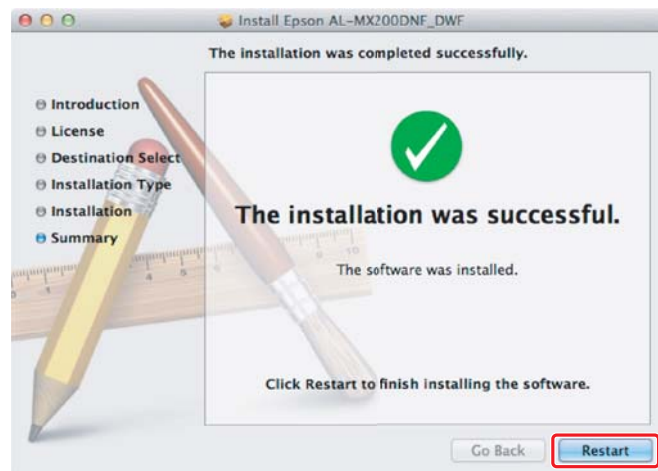 Install Epson AL-MX200DNF_DWF
The installation was completed successfully.
Introduction
License
Destination Select
Installation Type
Installation
Summary
The installation was successful.
The software was installed.
Click Restart to finish installing the software.
Go Back
Restart